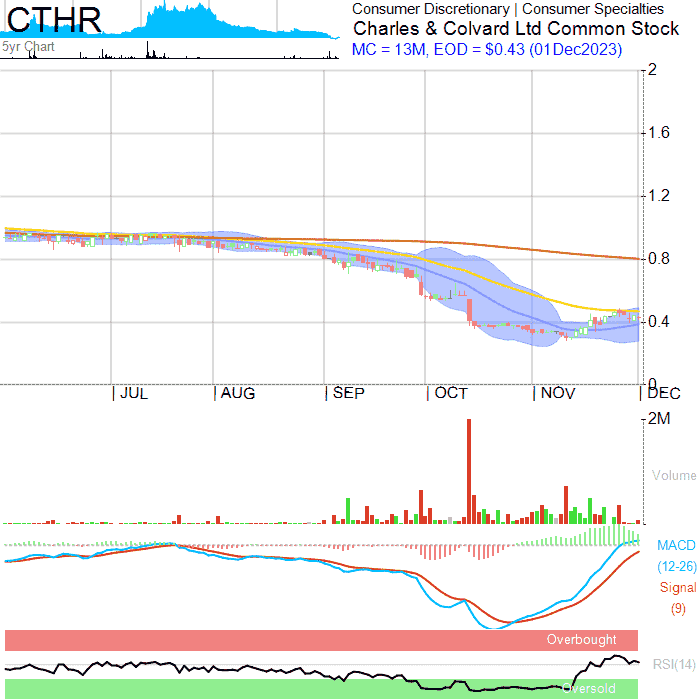 CTHR
5yr Chart
Consumer Discretionary | Consumer Specialties
Charles & Colvard Ltd Common Stock
MC = 13M, EOD = $0.43 (01Dec2023)
2
1.6
1.2
0.8
0.4
0
JUL
AUG
SEP
OCT
NOV
DEC
2M
Volume
MACD
(12-26)
Signal
(9)
Overbought
RSI(14)
Oversold